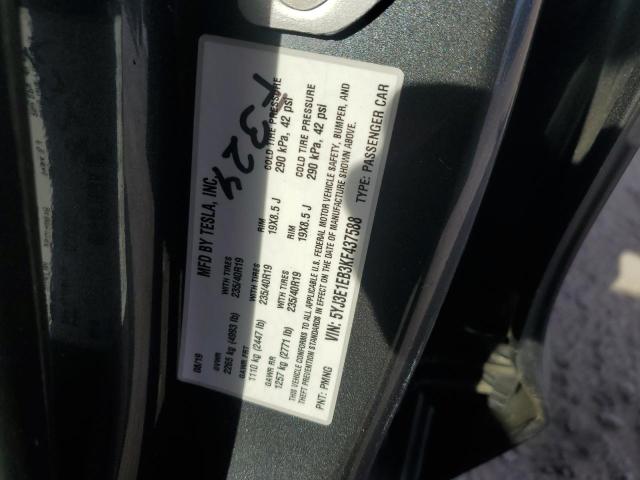 MFD BY TESLA, INC.
08/19
GVWR
2265 kg (4993 lb)
GAWR FRT
1110 kg (2447 lb)
WITH TIRES
235/40R19
RIM
19X8.5 J
COLD TIRE PRESSURE
290 kPa, 42 psi
GAWR RR
1257 kg (2771 lb)
WITH TIRES
235/40R19
RIM
19X8.5 J
COLD TIRE PRESSURE
290 kPa, 42 psi
THIS VEHICLE CONFORMS TO ALL APPLICABLE U.S. FEDERAL MOTOR VEHICLE SAFETY, BUMPER, AND
THEFT PREVENTION STANDARDS IN EFFECT ON THE DATE OF MANUFACTURE SHOWN ABOVE.
VIN: 5YJ3E1EB3KF437588
PNT: PMNG
TYPE: PASSENGER CAR